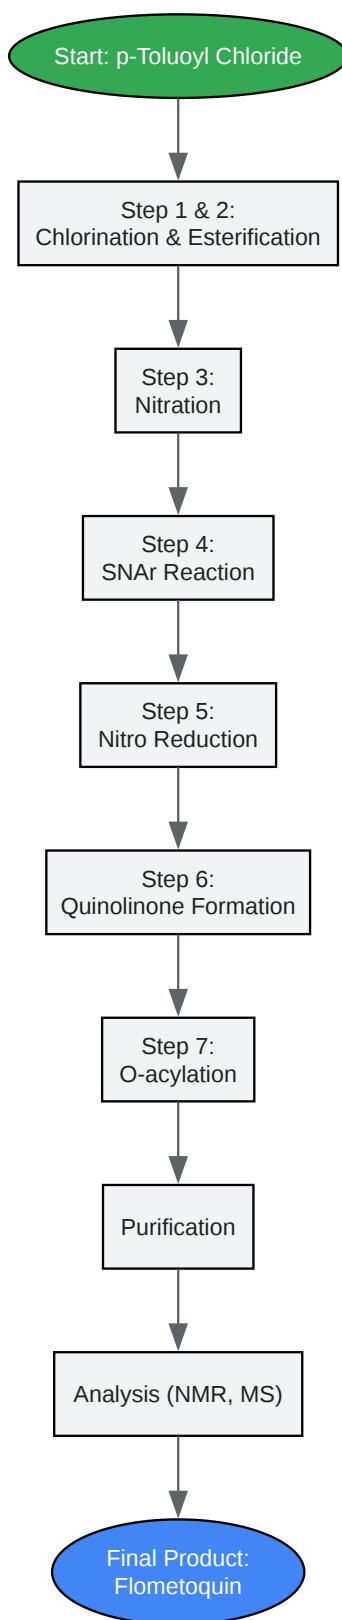 Start: p-Toluoyl Chloride
Step 1 & 2:
Chlorination & Esterification
Step 3:
Nitration
Step 4:
SNAr Reaction
Step 5:
Nitro Reduction
Step 6:
Quinolinone Formation
Step 7:
O-acylation
Purification
Analysis (NMR, MS)
Final Product:
Flometoquin